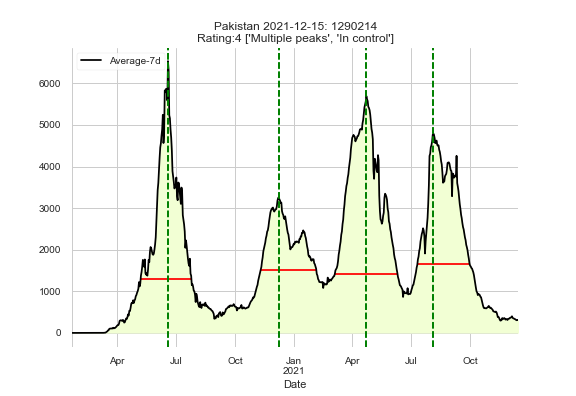 Pakistan 2021-12-15: 1290214
Rating:4 ['Multiple peaks', 'In control']
Average-7d
6000
5000
4000
3000
2000
1000
0
Apr Jul Oct Jan Apr Jul Oct
2021
Date